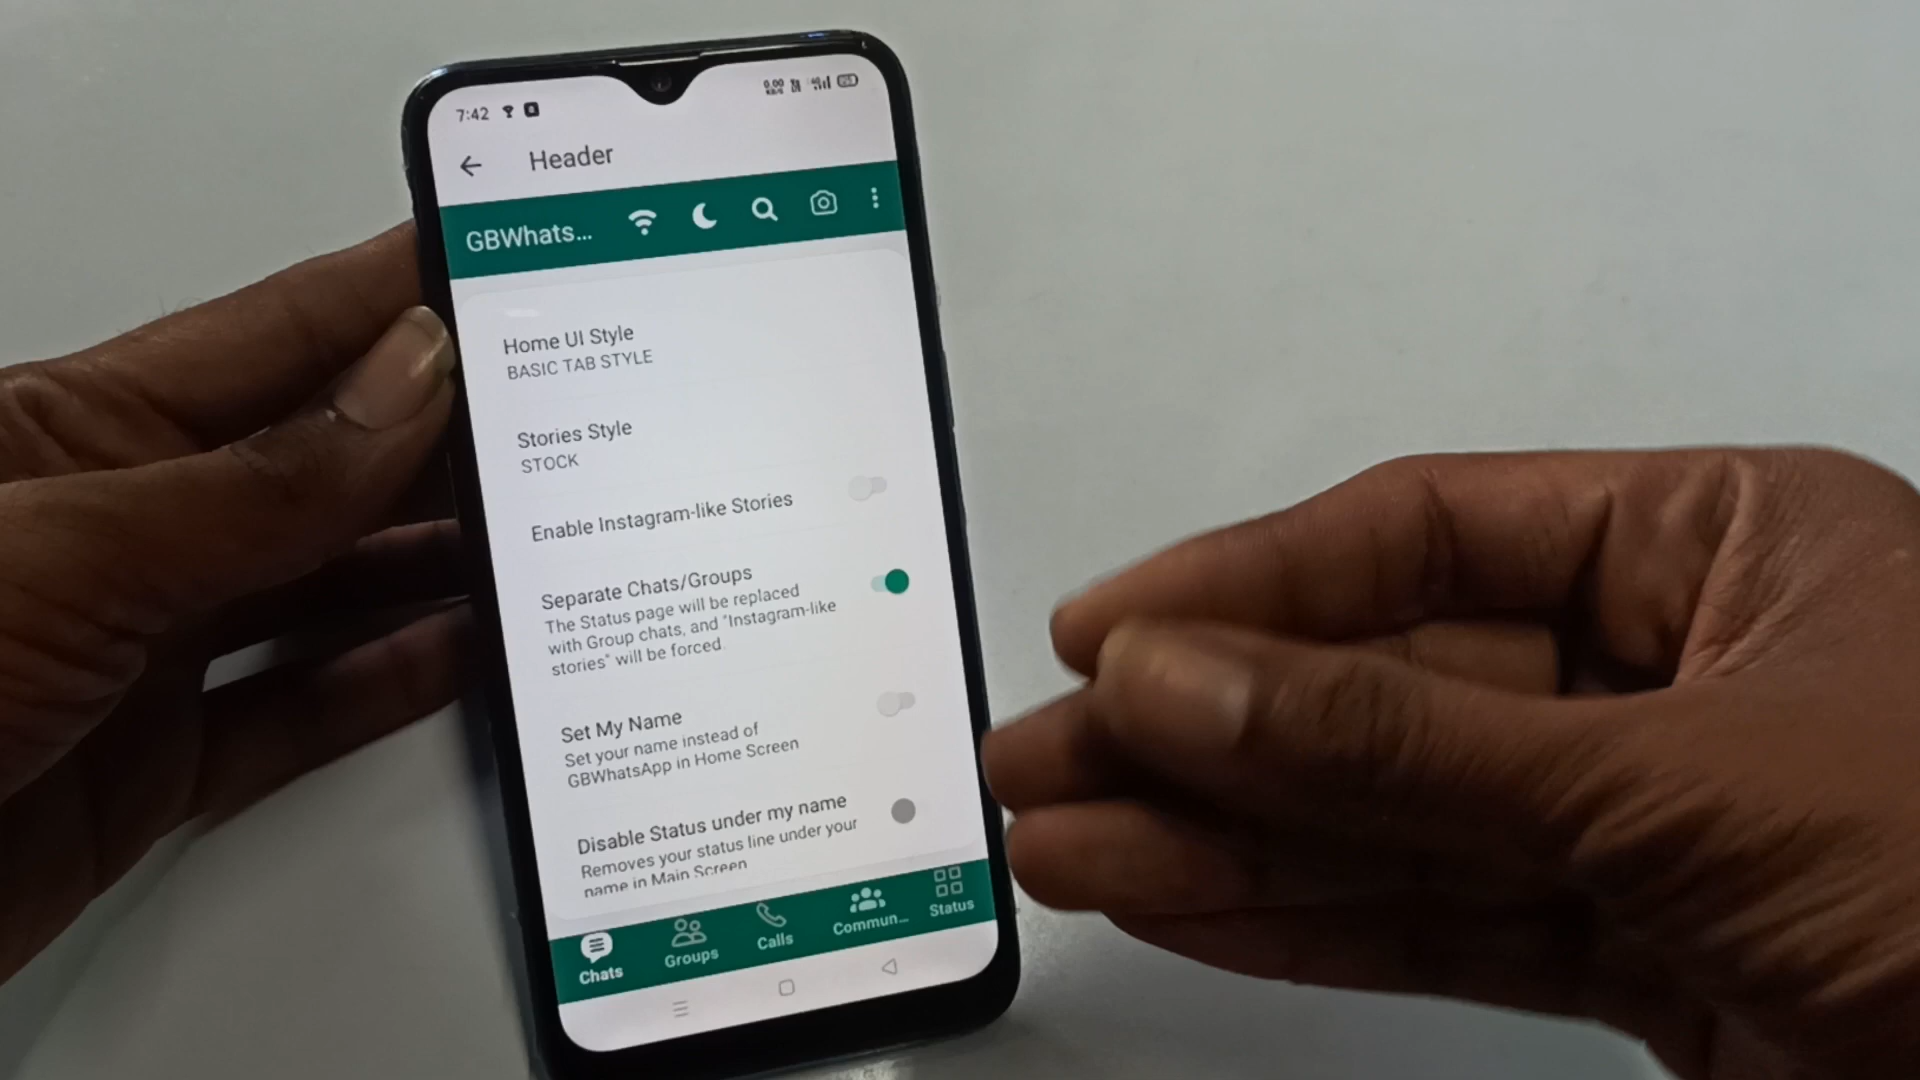 7:42
0.00
KB/S
Header
GBWhats...
Home UI Style
BASIC TAB STYLE
Stories Style
STOCK
Enable Instagram-like Stories
Separate Chats/Groups
The Status page will be replaced
with Group chats, and "Instagram-like
stories" will be forced.
Set My Name
Set your name instead of
GBWhatsApp in Home Screen
Disable Status under my name
Removes your status line under your
name in Main Screen
Chats
Groups
Calls
Commun...
Status